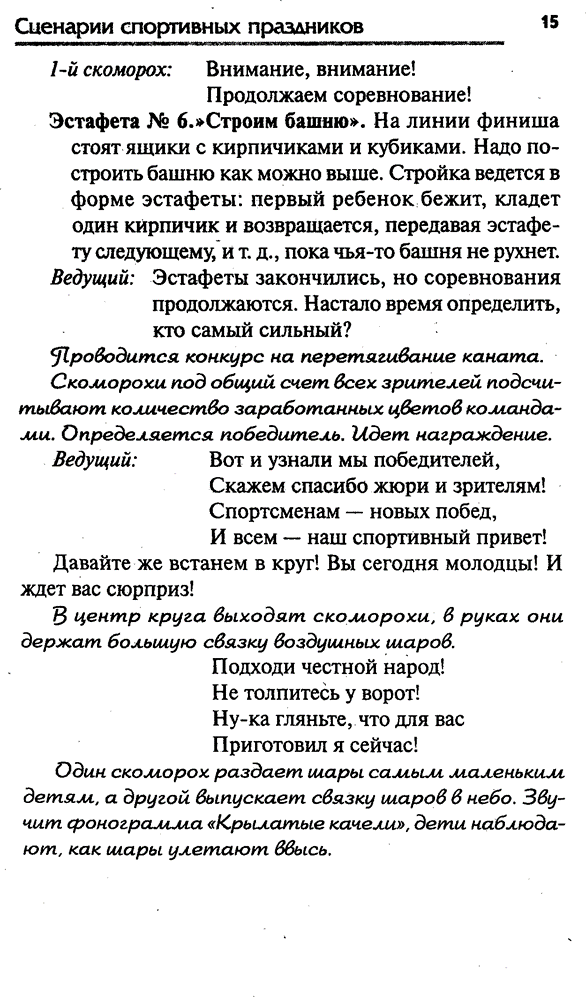 Сценарии спортивных праздников 15
1-й скоморох: Внимание, внимание!
Продолжаем соревнование!
Эстафета № 6.»Строим башню». На линии финиша
стоят ящики с кирпичиками и кубиками. Надо по-
строить башню как можно выше. Стройка ведется в
форме эстафеты: первый ребенок бежит, кладет
один кирпичик и возвращается, передавая эстафе-
ту следующему, и т. д., пока чья-то башня не рухнет.
Ведущий: Эстафеты закончились, но соревнования
продолжаются. Настало время определить,
кто самый сильный?
Проводится конкурс на перетягивание каната.
Скоморохи под общий счет всех зрителей подсчи-
тывают количество заработанных цветов команда-
ми. Определяется победитель. Идет награждение.
Ведущий: Вот и узнали мы победителей,
Скажем спасибо жюри и зрителям!
Спортсменам — новых побед,
И всем — наш спортивный привет!
Давайте же встанем в круг! Вы сегодня молодцы! И
ждет вас сюрприз!
В центр круга выходят скоморохи, в руках они
держат большую связку воздушных шаров.
Подходи честной народ!
Не толпитесь у ворот!
Ну-ка гляньте, что для вас
Приготовил я сейчас!
Один скоморох раздает шары самым маленьким
детям, а другой выпускает связку шаров в небо. Зву-
чит фонограмма «Крылатые качели», дети наблюда-
ют, как шары улетают ввысь.